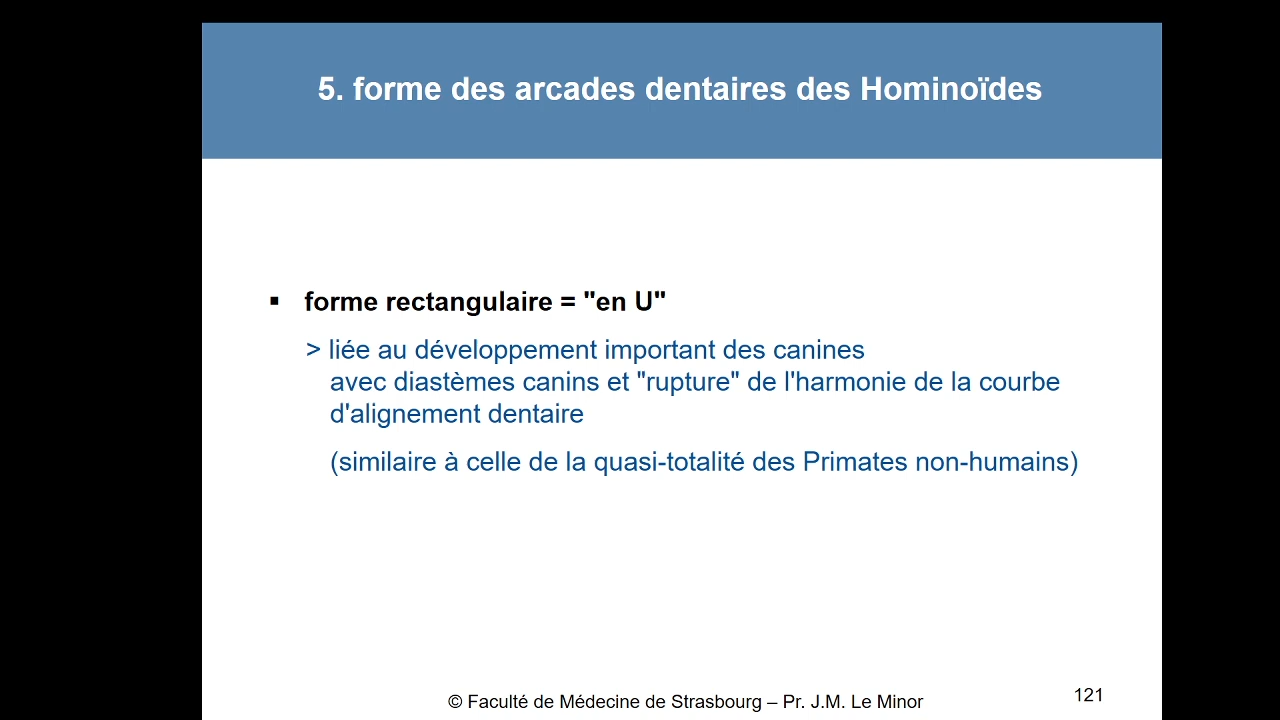 5. forme des arcades dentaires des Hominoïdes
▪ forme rectangulaire = "en U"
> liée au développement important des canines
avec diastèmes canins et "rupture" de l'harmonie de la courbe
d'alignement dentaire
(similaire à celle de la quasi-totalité des Primates non-humains)
© Faculté de Médecine de Strasbourg – Pr. J.M. Le Minor
121